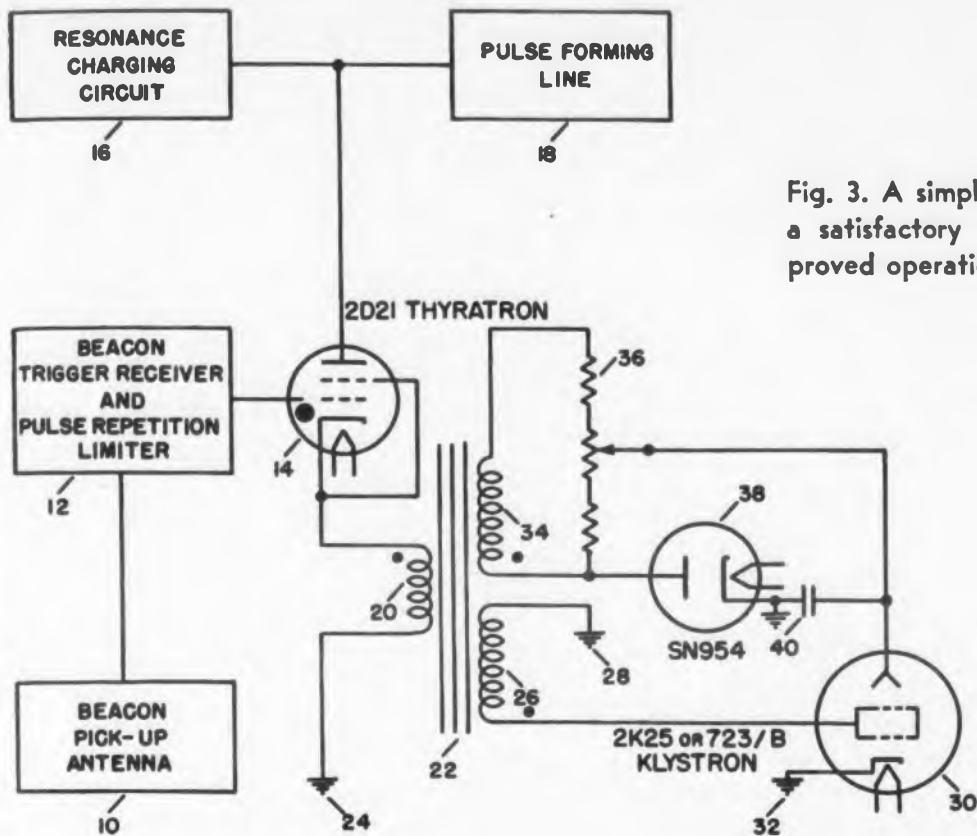 RESONANCE
CHARGING
CIRCUIT
16
PULSE FORMING
LINE
18
Fig. 3. A simpl
a satisfactory
proved operatio
2D21 THYRATRON
BEACON
TRIGGER RECEIVER
AND
PULSE REPETITION
LIMITER
12
14
20
34
36
38
SN954
40
26
28
22
2K25 OR 723/B
KLYSTRON
BEACON
PICK-UP
ANTENNA
10
24
32
30